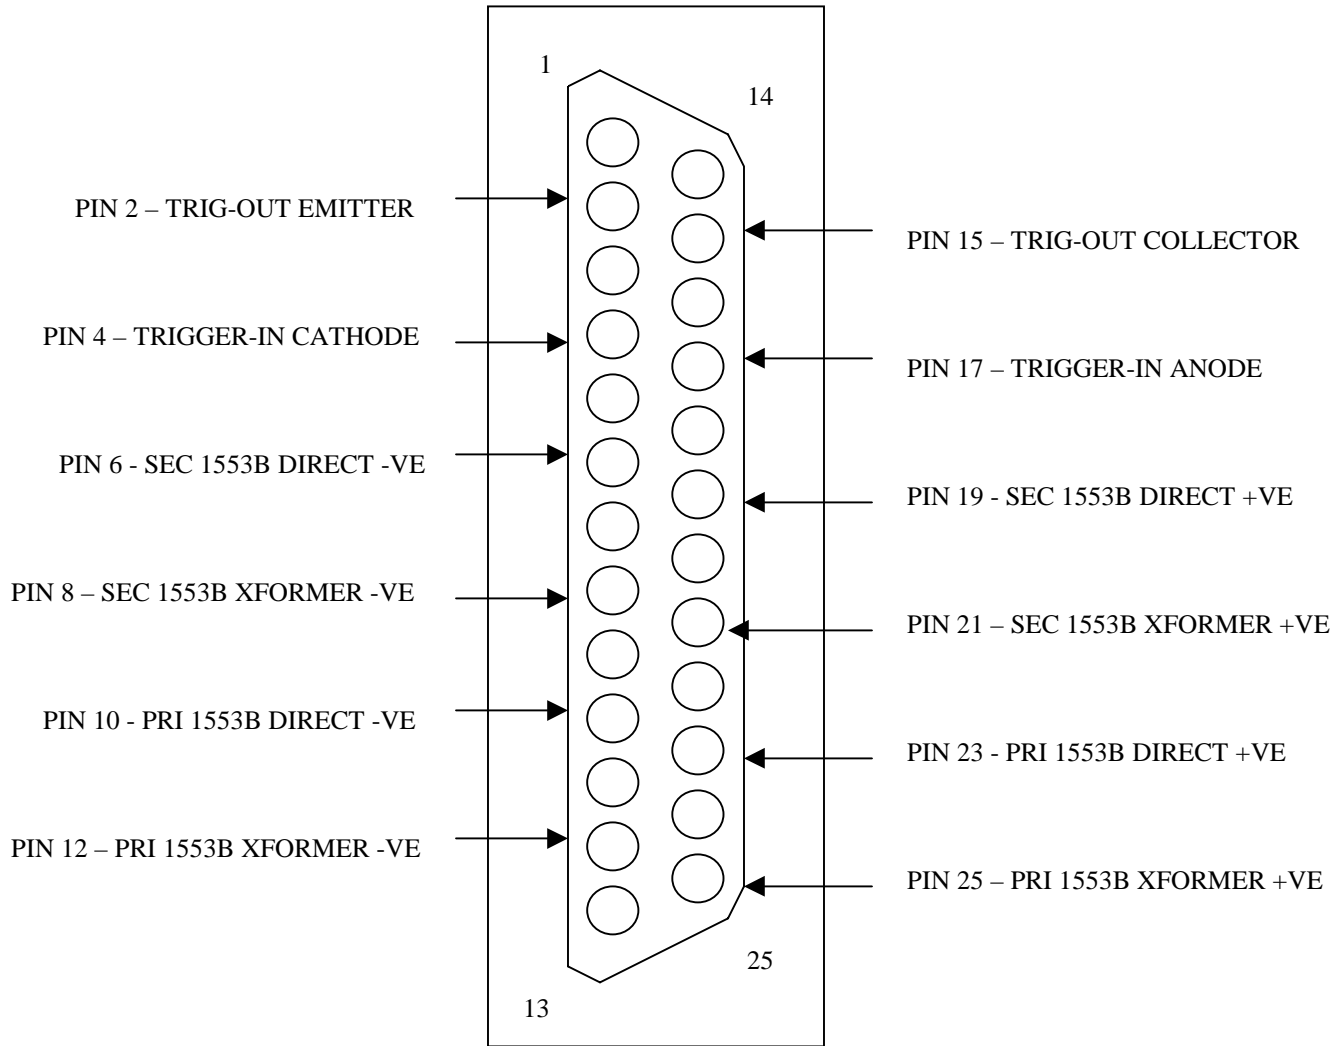 1
14
PIN 2 – TRIG-OUT EMITTER
PIN 15 – TRIG-OUT COLLECTOR
PIN 4 – TRIGGER-IN CATHODE
PIN 17 – TRIGGER-IN ANODE
PIN 6 - SEC 1553B DIRECT -VE
PIN 19 - SEC 1553B DIRECT +VE
PIN 8 – SEC 1553B XFORMER -VE
PIN 21 – SEC 1553B XFORMER +VE
PIN 10 - PRI 1553B DIRECT -VE
PIN 23 - PRI 1553B DIRECT +VE
PIN 12 – PRI 1553B XFORMER -VE
PIN 25 – PRI 1553B XFORMER +VE
25
13